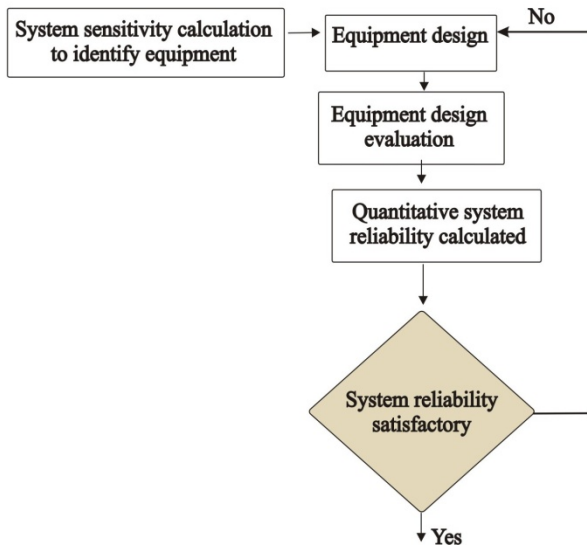 System sensitivity calculation
to identify equipment
Equipment design
No
Equipment design
evaluation
Quantitative system
reliability calculated
System reliability
satisfactory
Yes